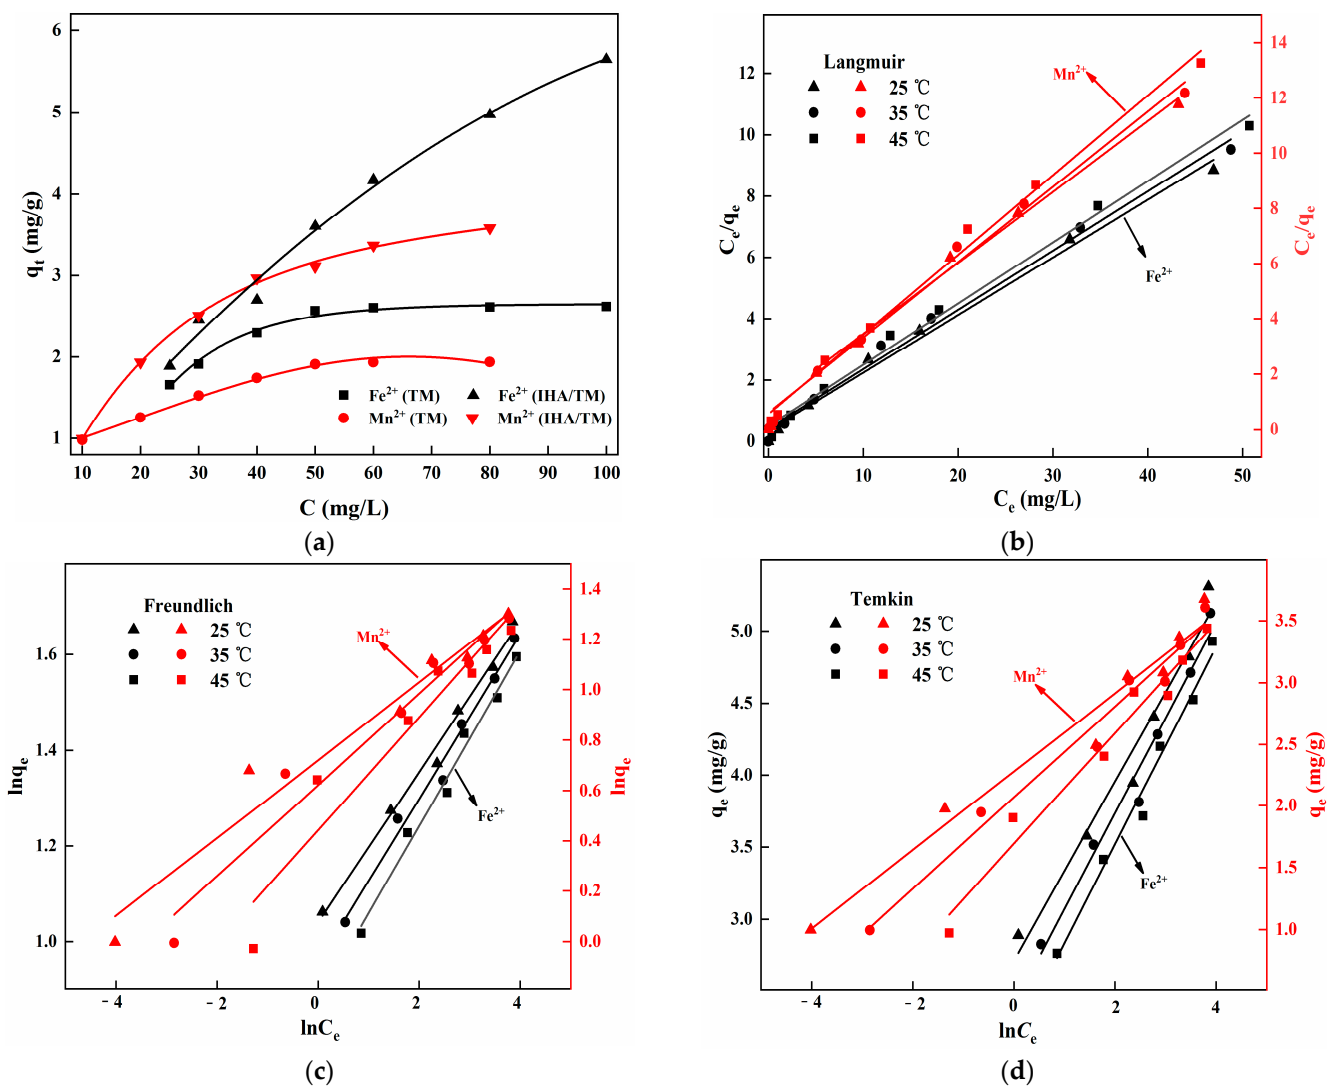 6
5
4
3
2
1
q_t (mg/g)
Fe²⁺ (TM)
Fe²⁺ (IHA/TM)
Mn²⁺ (TM)
Mn²⁺ (IHA/TM)
10 20 30 40 50 60 70 80 90 100
C (mg/L)
(a)
12
10
8
6
4
2
0
C_e/q_e
Langmuir
25 ℃
35 ℃
45 ℃
Mn²⁺
Fe²⁺
14
12
10
8
6
4
2
0
C_e/q_e
0 10 20 30 40 50
C_e (mg/L)
(b)
1.6
1.4
1.2
1.0
lnq_e
Freundlich
25 ℃
35 ℃
45 ℃
Mn²⁺
Fe²⁺
1.4
1.2
1.0
0.8
0.6
0.4
0.2
0.0
lnq_e
-4 -2 0 2 4
lnC_e
(c)
5.0
4.5
4.0
3.5
3.0
q_e (mg/g)
Temkin
25 ℃
35 ℃
45 ℃
Mn²⁺
Fe²⁺
3.5
3.0
2.5
2.0
1.5
1.0
q_e (mg/g)
-4 -2 0 2 4
lnC_e
(d)